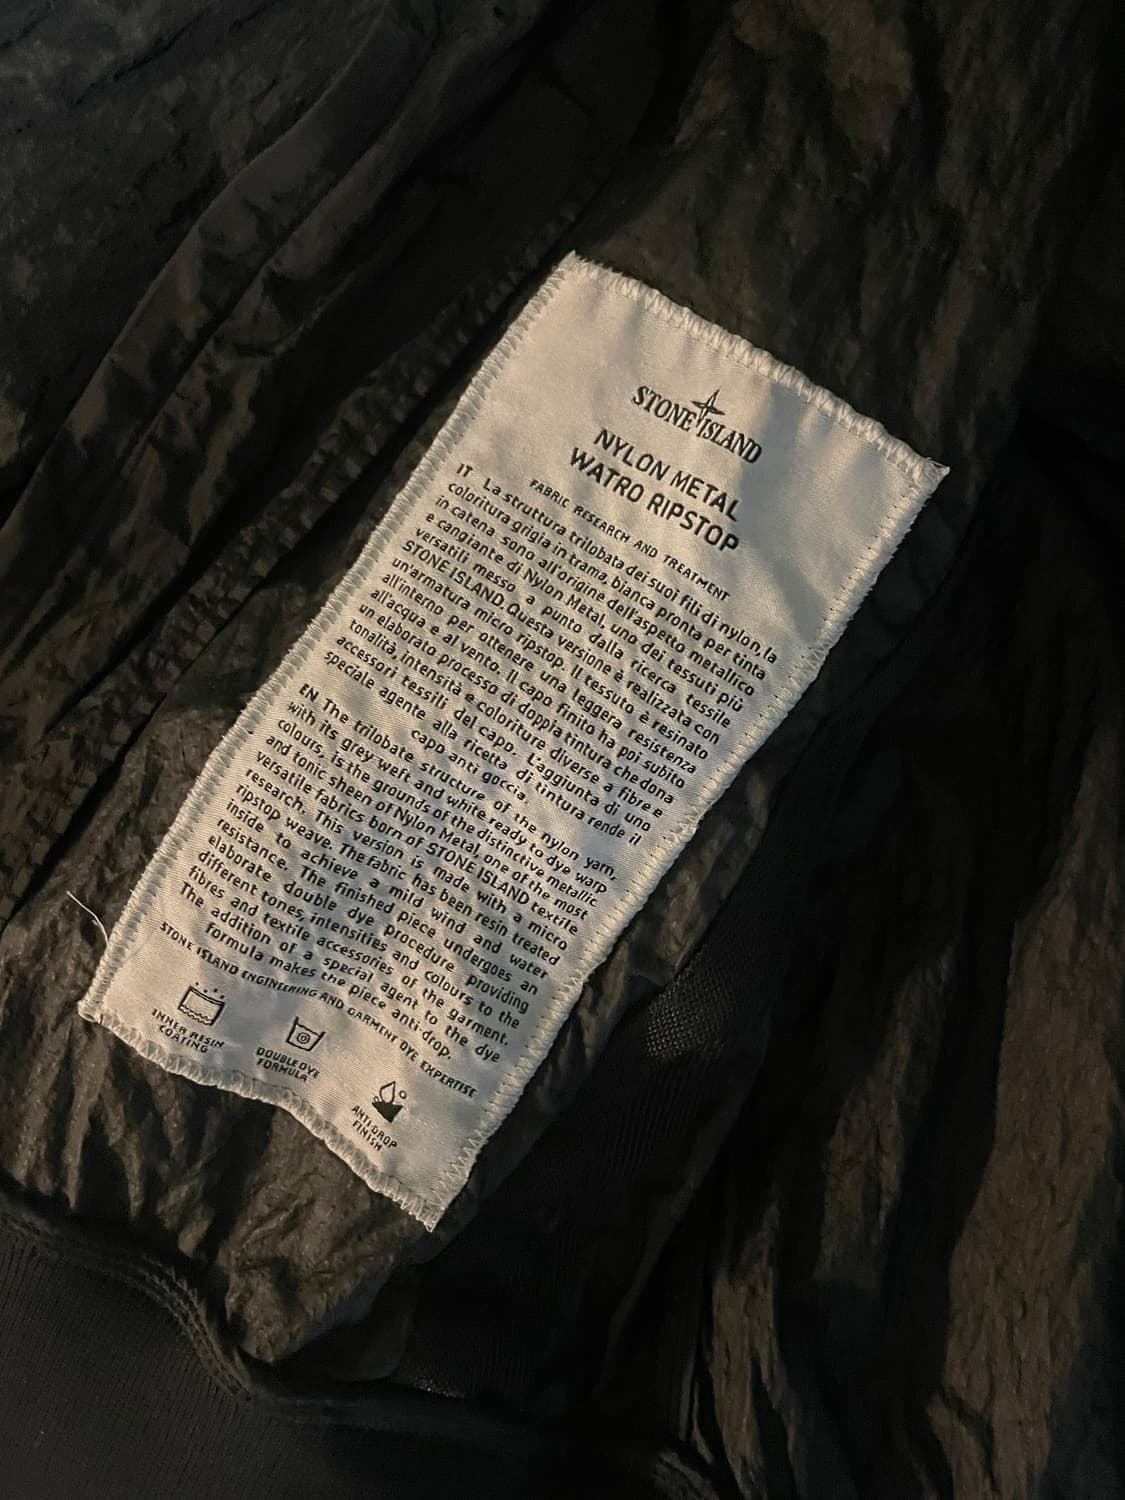 STONE ISLAND
NYLON METAL
WATRO RIPSTOP
FABRIC RESEARCH AND TREATMENT
IT La struttura trilobata dei suoi fili di nylon, la
coloritura grigia in trama, bianca pronta per tinta
in catena, sono all'origine dell'aspetto metallico
e cangiante di Nylon Metal, uno dei tessuti più
versatili messo a punto dalla ricerca tessile
STONE ISLAND. Questa versione è realizzata con
un'armatura micro ripstop. Il tessuto è resinato
all'interno per ottenere una leggera resistenza
all'acqua e al vento. Il capo finito ha poi subito
un elaborato processo di doppia tintura che dona
tonalità, intensità e coloriture diverse a fibre e
accessori tessili del capo. L'aggiunta di uno
speciale agente alla ricetta di tintura rende il
capo anti goccia.
EN The trilobate structure of the nylon yarn,
with its grey weft and white ready to dye warp
colours, is the grounds of the distinctive metallic
and tonic sheen of Nylon Metal, one of the most
versatile fabrics born of STONE ISLAND textile
research. This version is made with a micro
ripstop weave. The fabric has been resin treated
inside to achieve a mild wind and water
resistance. The finished piece undergoes an
elaborate double dye procedure providing
different tones, intensities and colours to the
fibres and textile accessories of the garment.
The addition of a special agent to the dye
formula makes the piece anti drop.
STONE ISLAND ENGINEERING AND GARMENT DYE EXPERTISE
INNER RESIN
COATING
DOUBLE DYE
FORMULA
ANTI-DROP
FINISH